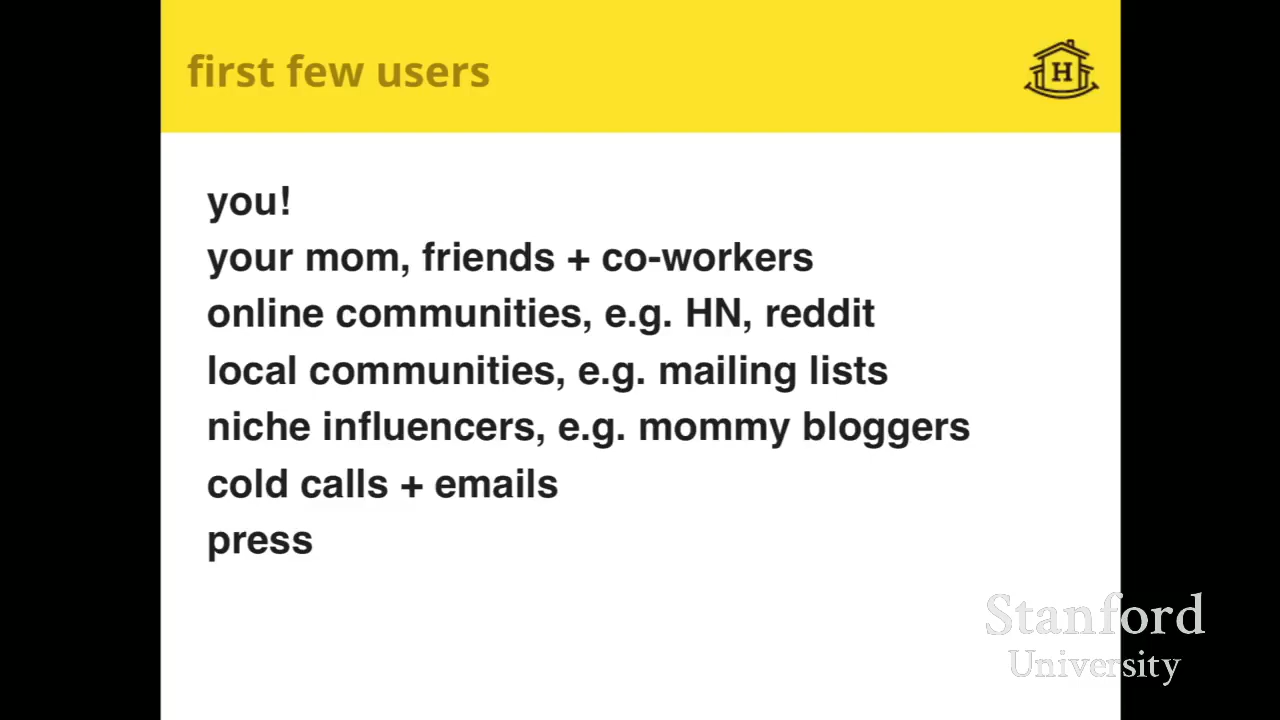 first few users
H
you!
your mom, friends + co-workers
online communities, e.g. HN, reddit
local communities, e.g. mailing lists
niche influencers, e.g. mommy bloggers
cold calls + emails
press
Stanford
University